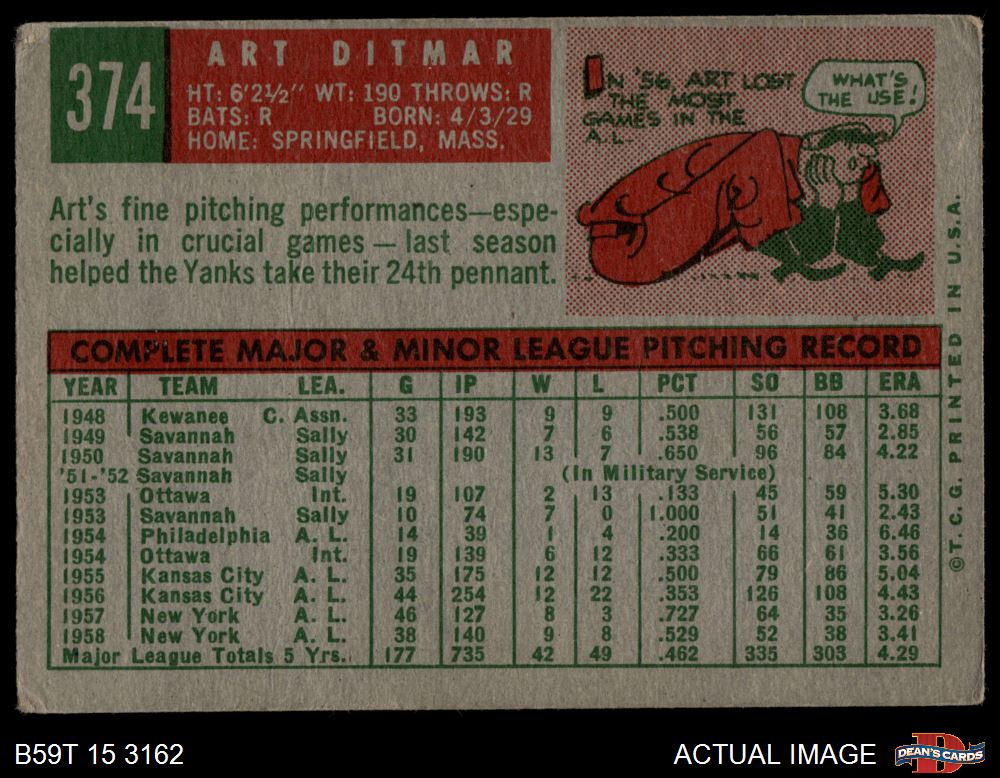 374
ART DITMAR
HT: 6'2½" WT: 190 THROWS: R
BATS: R BORN: 4/3/29
HOME: SPRINGFIELD, MASS.
IN '56, ART LOST
THE MOST
GAMES IN THE
A.L.
WHAT'S
THE USE!
Art's fine pitching performances—espe-
cially in crucial games — last season
helped the Yanks take their 24th pennant.
COMPLETE MAJOR & MINOR LEAGUE PITCHING RECORD
YEAR TEAM LEA. G IP W L PCT SO BB ERA
1948 Kewanee C. Assn. 33 193 9 9 .500 131 108 3.68
1949 Savannah Sally 30 142 7 6 .538 56 57 2.85
1950 Savannah Sally 31 190 13 7 .650 96 84 4.22
'51-'52 Savannah Sally (In Military Service)
1953 Ottawa Int. 19 107 2 13 .133 45 59 5.30
1953 Savannah Sally 10 74 7 0 1.000 51 41 2.43
1954 Philadelphia A. L. 14 39 1 4 .200 14 36 6.46
1954 Ottawa Int. 19 139 6 12 .333 66 61 3.56
1955 Kansas City A. L. 35 175 12 12 .500 79 86 5.04
1956 Kansas City A. L. 44 254 12 22 .353 126 108 4.43
1957 New York A. L. 46 127 8 3 .727 64 35 3.26
1958 New York A. L. 38 140 9 8 .529 52 38 3.41
Major League Totals 5 Yrs. 177 735 42 49 .462 335 303 4.29
©T. C. G. PRINTED IN U.S.A.
B59T 15 3162
ACTUAL IMAGE
DEAN'S CARDS